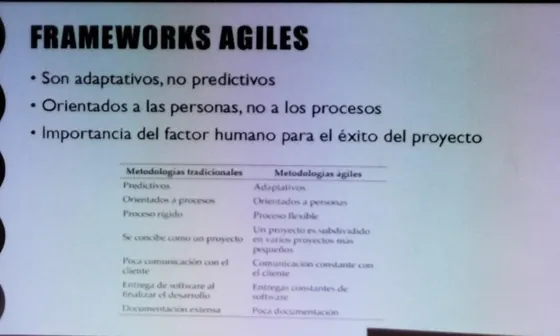 FRAMEWORKS AGILES
• Son adaptativos, no predictivos
• Orientados a las personas, no a los procesos
• Importancia del factor humano para el éxito del proyecto
Metodologías tradicionales Metodologías ágiles
Predictivos Adaptativos
Orientados a procesos Orientados a personas
Proceso rígido Proceso flexible
Se concibe como un proyecto Un proyecto es subdividido
en varios proyectos más
pequeños
Poca comunicación con el Comunicación constante con
cliente el cliente
Entrega de software al Entregas constantes de
finalizar el desarrollo software
Documentación extensa Poca documentación